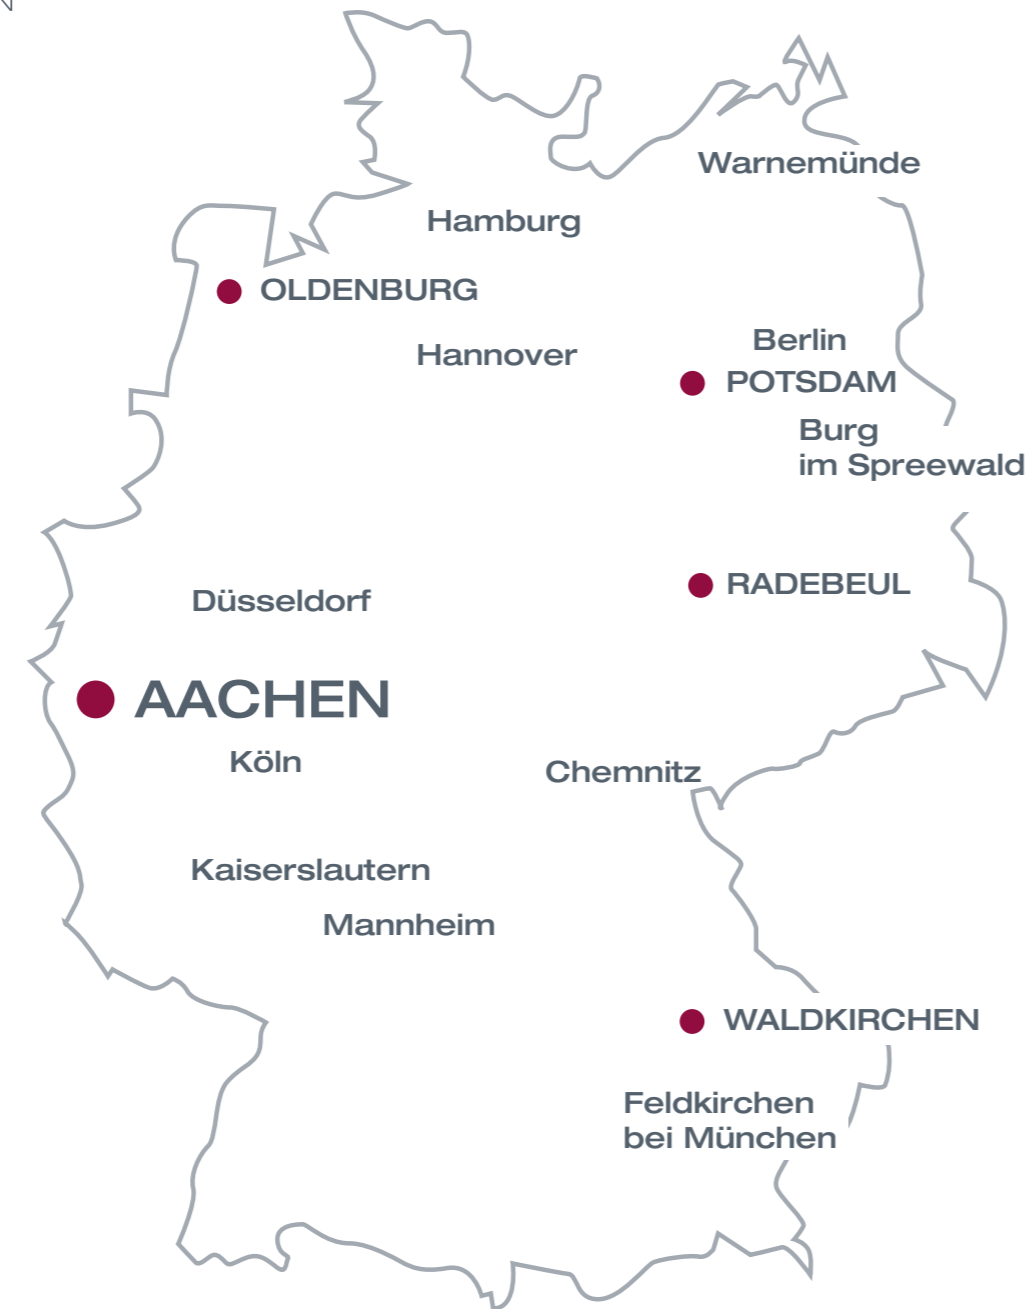 Warnemünde
Hamburg
OLDENBURG
Berlin
Hannover
POTSDAM
Burg
im Spreewald
RADEBEUL
Düsseldorf
AACHEN
Köln
Chemnitz
Kaiserslautern
Mannheim
WALDKIRCHEN
Feldkirchen
bei München